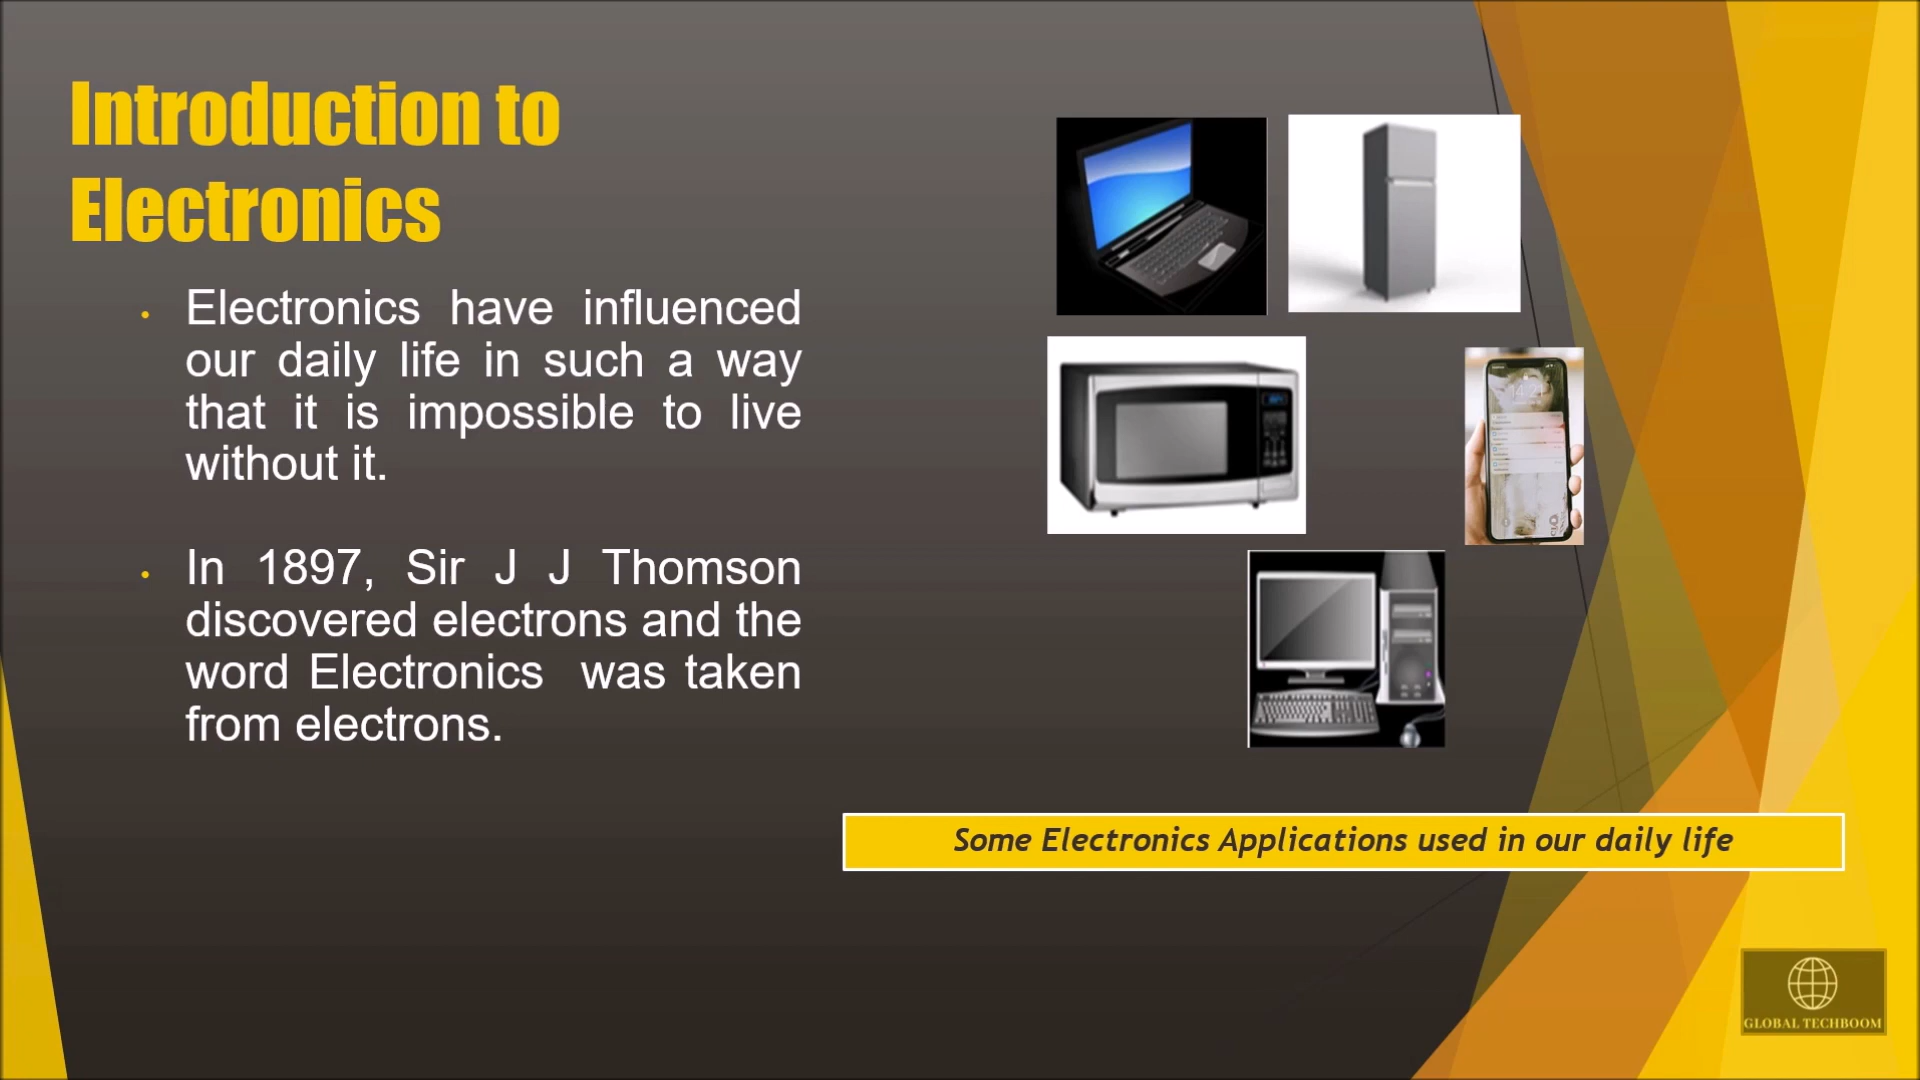 Introduction to
Electronics
• Electronics have influenced
our daily life in such a way
that it is impossible to live
without it.
• In 1897, Sir J J Thomson
discovered electrons and the
word Electronics was taken
from electrons.
Some Electronics Applications used in our daily life
GLOBAL TECHBOOM